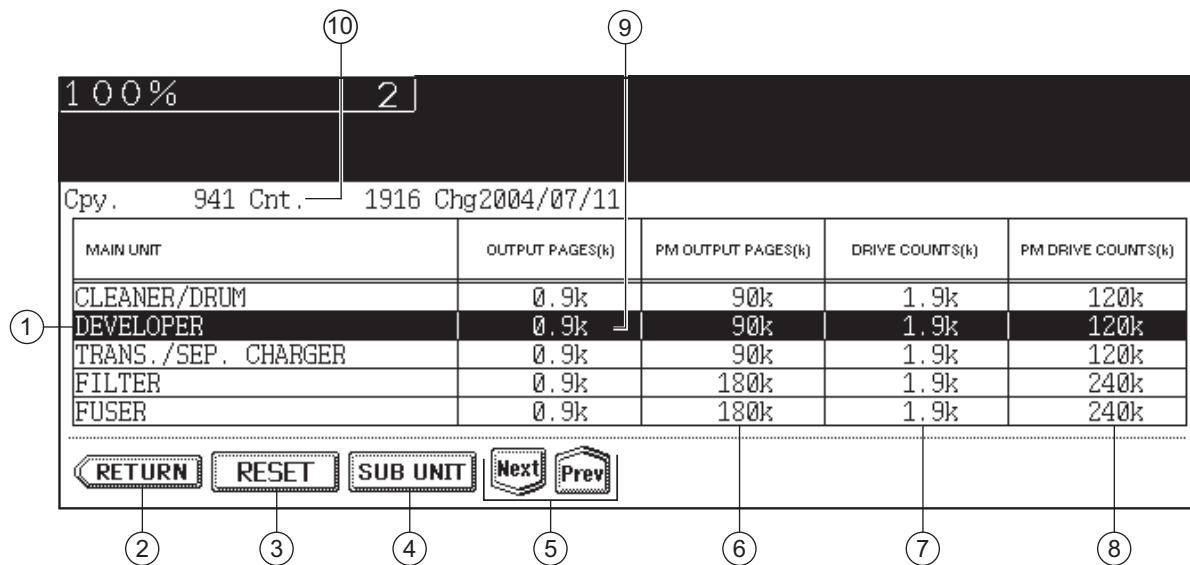 10 9
100% 2
Cpy. 941 Cnt. 1916 Chg2004/07/11
MAIN UNIT OUTPUT PAGES(k) PM OUTPUT PAGES(k) DRIVE COUNTS(k) PM DRIVE COUNTS(k)
CLEANER/DRUM 0.9k 90k 1.9k 120k
1 DEVELOPER 0.9k 90k 1.9k 120k
TRANS./SEP. CHARGER 0.9k 90k 1.9k 120k
FILTER 0.9k 180k 1.9k 240k
FUSER 0.9k 180k 1.9k 240k
RETURN RESET SUB UNIT Next Prev
2 3 4 5 6 7 8